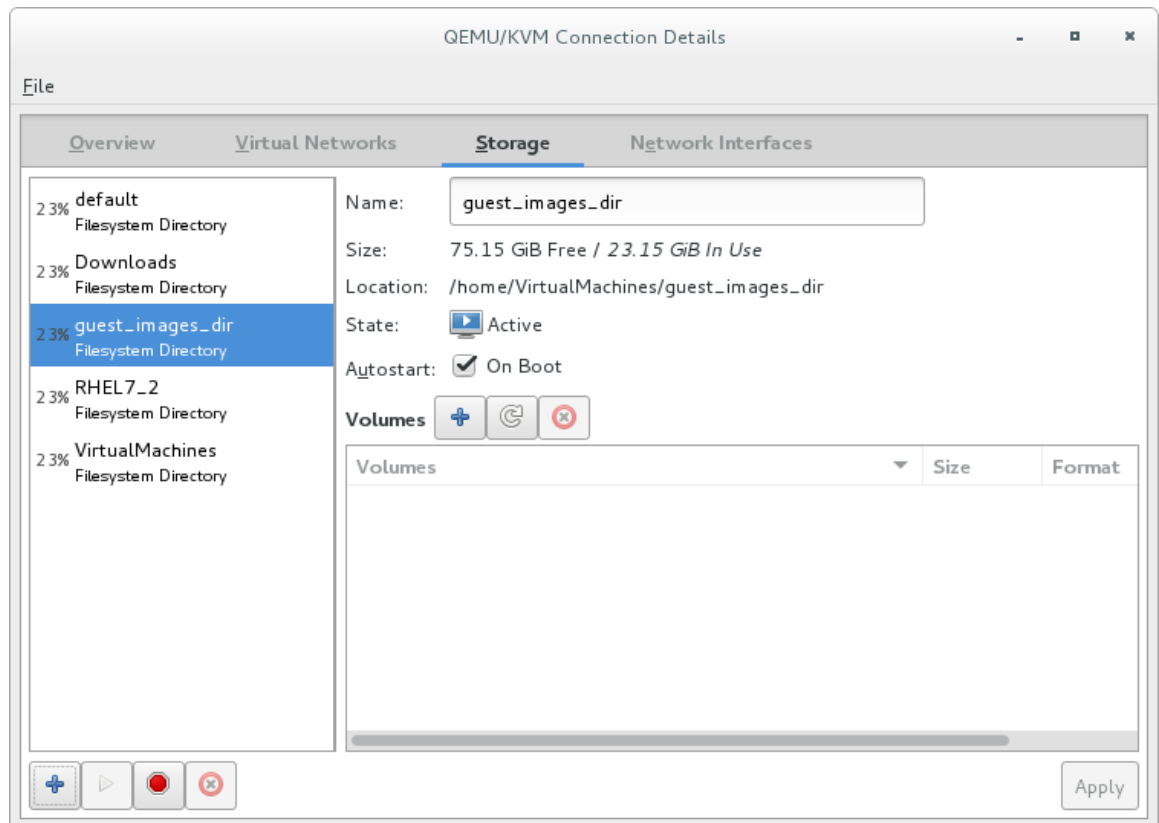 QEMU/KVM Connection Details
File
Overview Virtual Networks Storage Network Interfaces
23% default
Filesystem Directory
23% Downloads
Filesystem Directory
23% guest_images_dir
Filesystem Directory
23% RHEL7_2
Filesystem Directory
23% VirtualMachines
Filesystem Directory
Name: guest_images_dir
Size: 75.15 GiB Free / 23.15 GiB In Use
Location: /home/VirtualMachines/guest_images_dir
State: Active
Autostart: On Boot
Volumes
Volumes Size Format
Apply